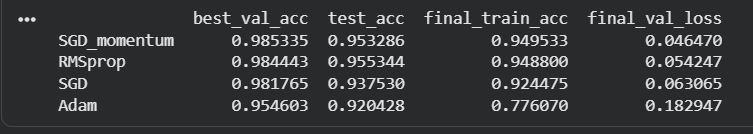 ... best_val_acc test_acc final_train_acc final_val_loss
SGD_momentum 0.985335 0.953286 0.949533 0.046470
RMSprop 0.984443 0.955344 0.948800 0.054247
SGD 0.981765 0.937530 0.924475 0.063065
Adam 0.954603 0.920428 0.776070 0.182947